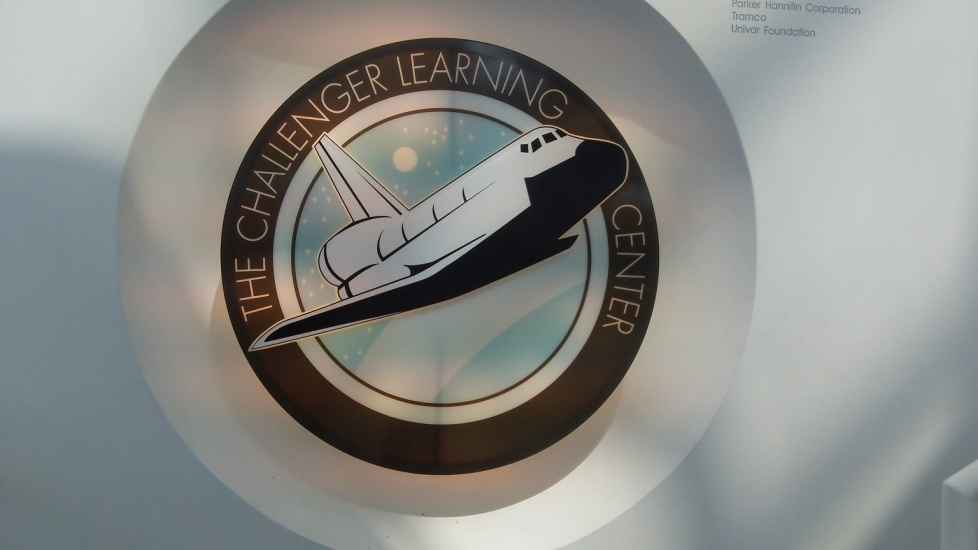 Parker Hannifin Corporation
Tramco
Univar Foundation
THE CHALLENGER LEARNING CENTER